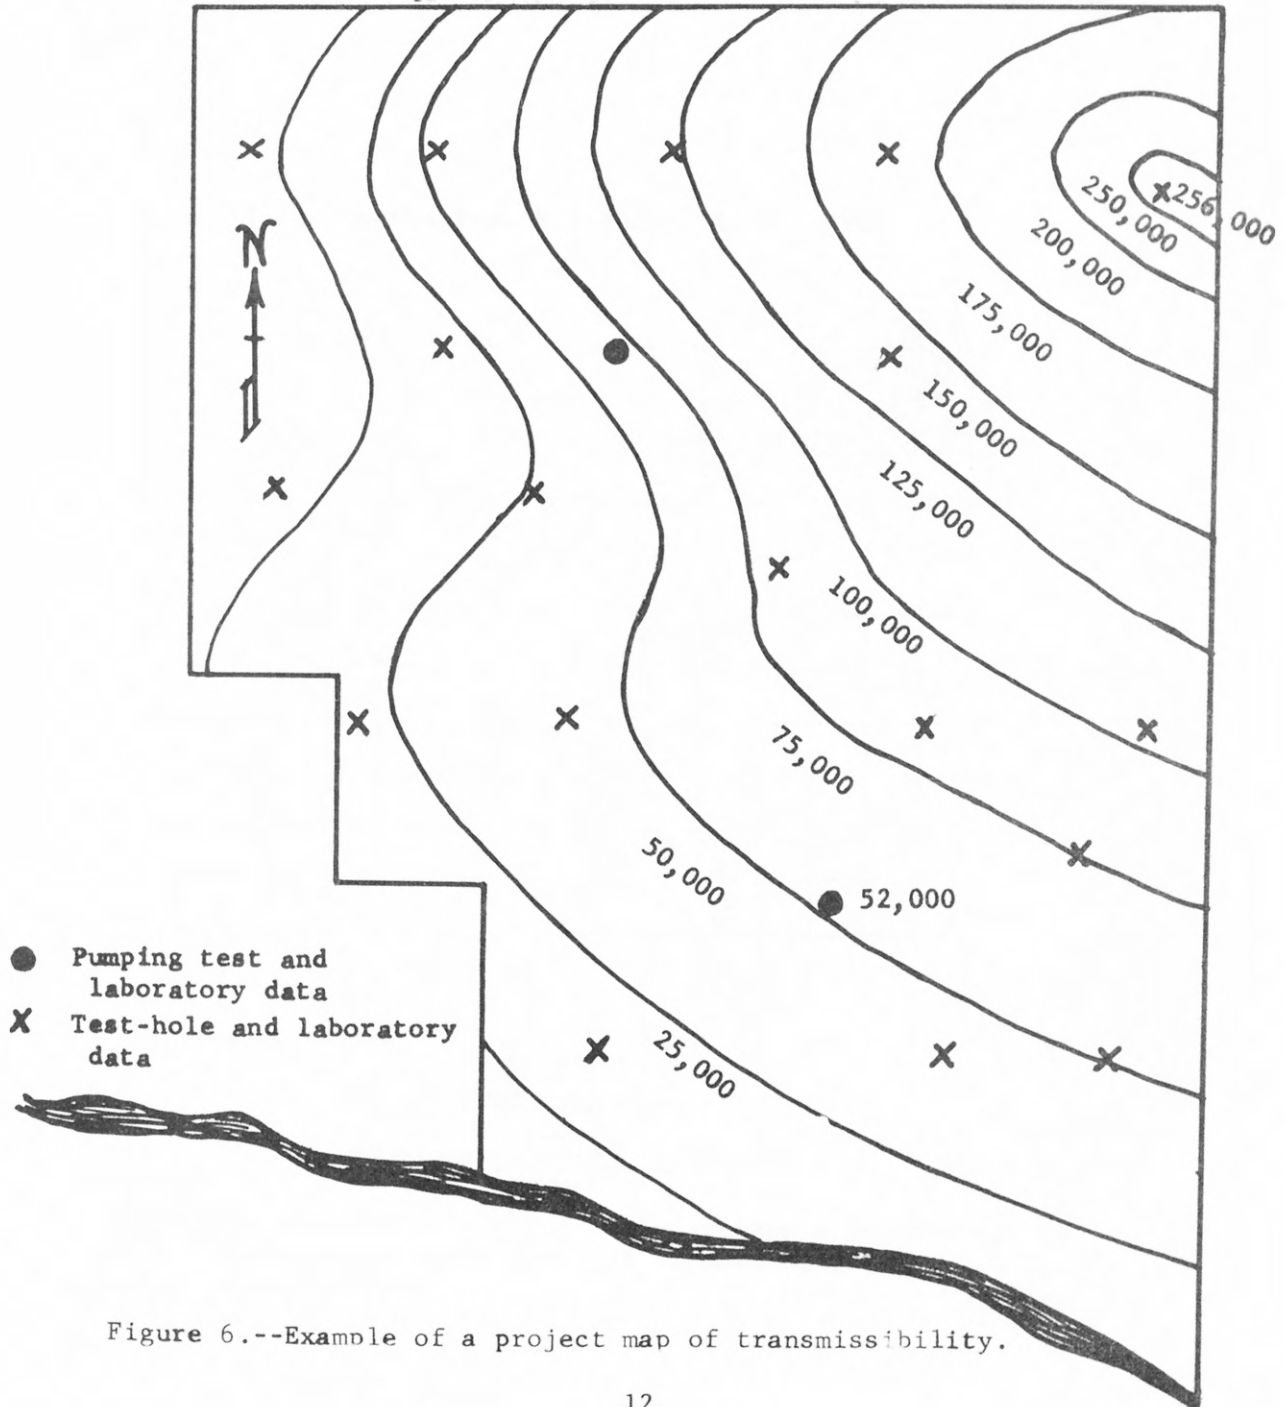 N
256,000
250,000
200,000
175,000
150,000
125,000
100,000
75,000
50,000
52,000
25,000
Pumping test and
laboratory data
X Test-hole and laboratory
data
Figure 6.--Example of a project map of transmissibility.
12